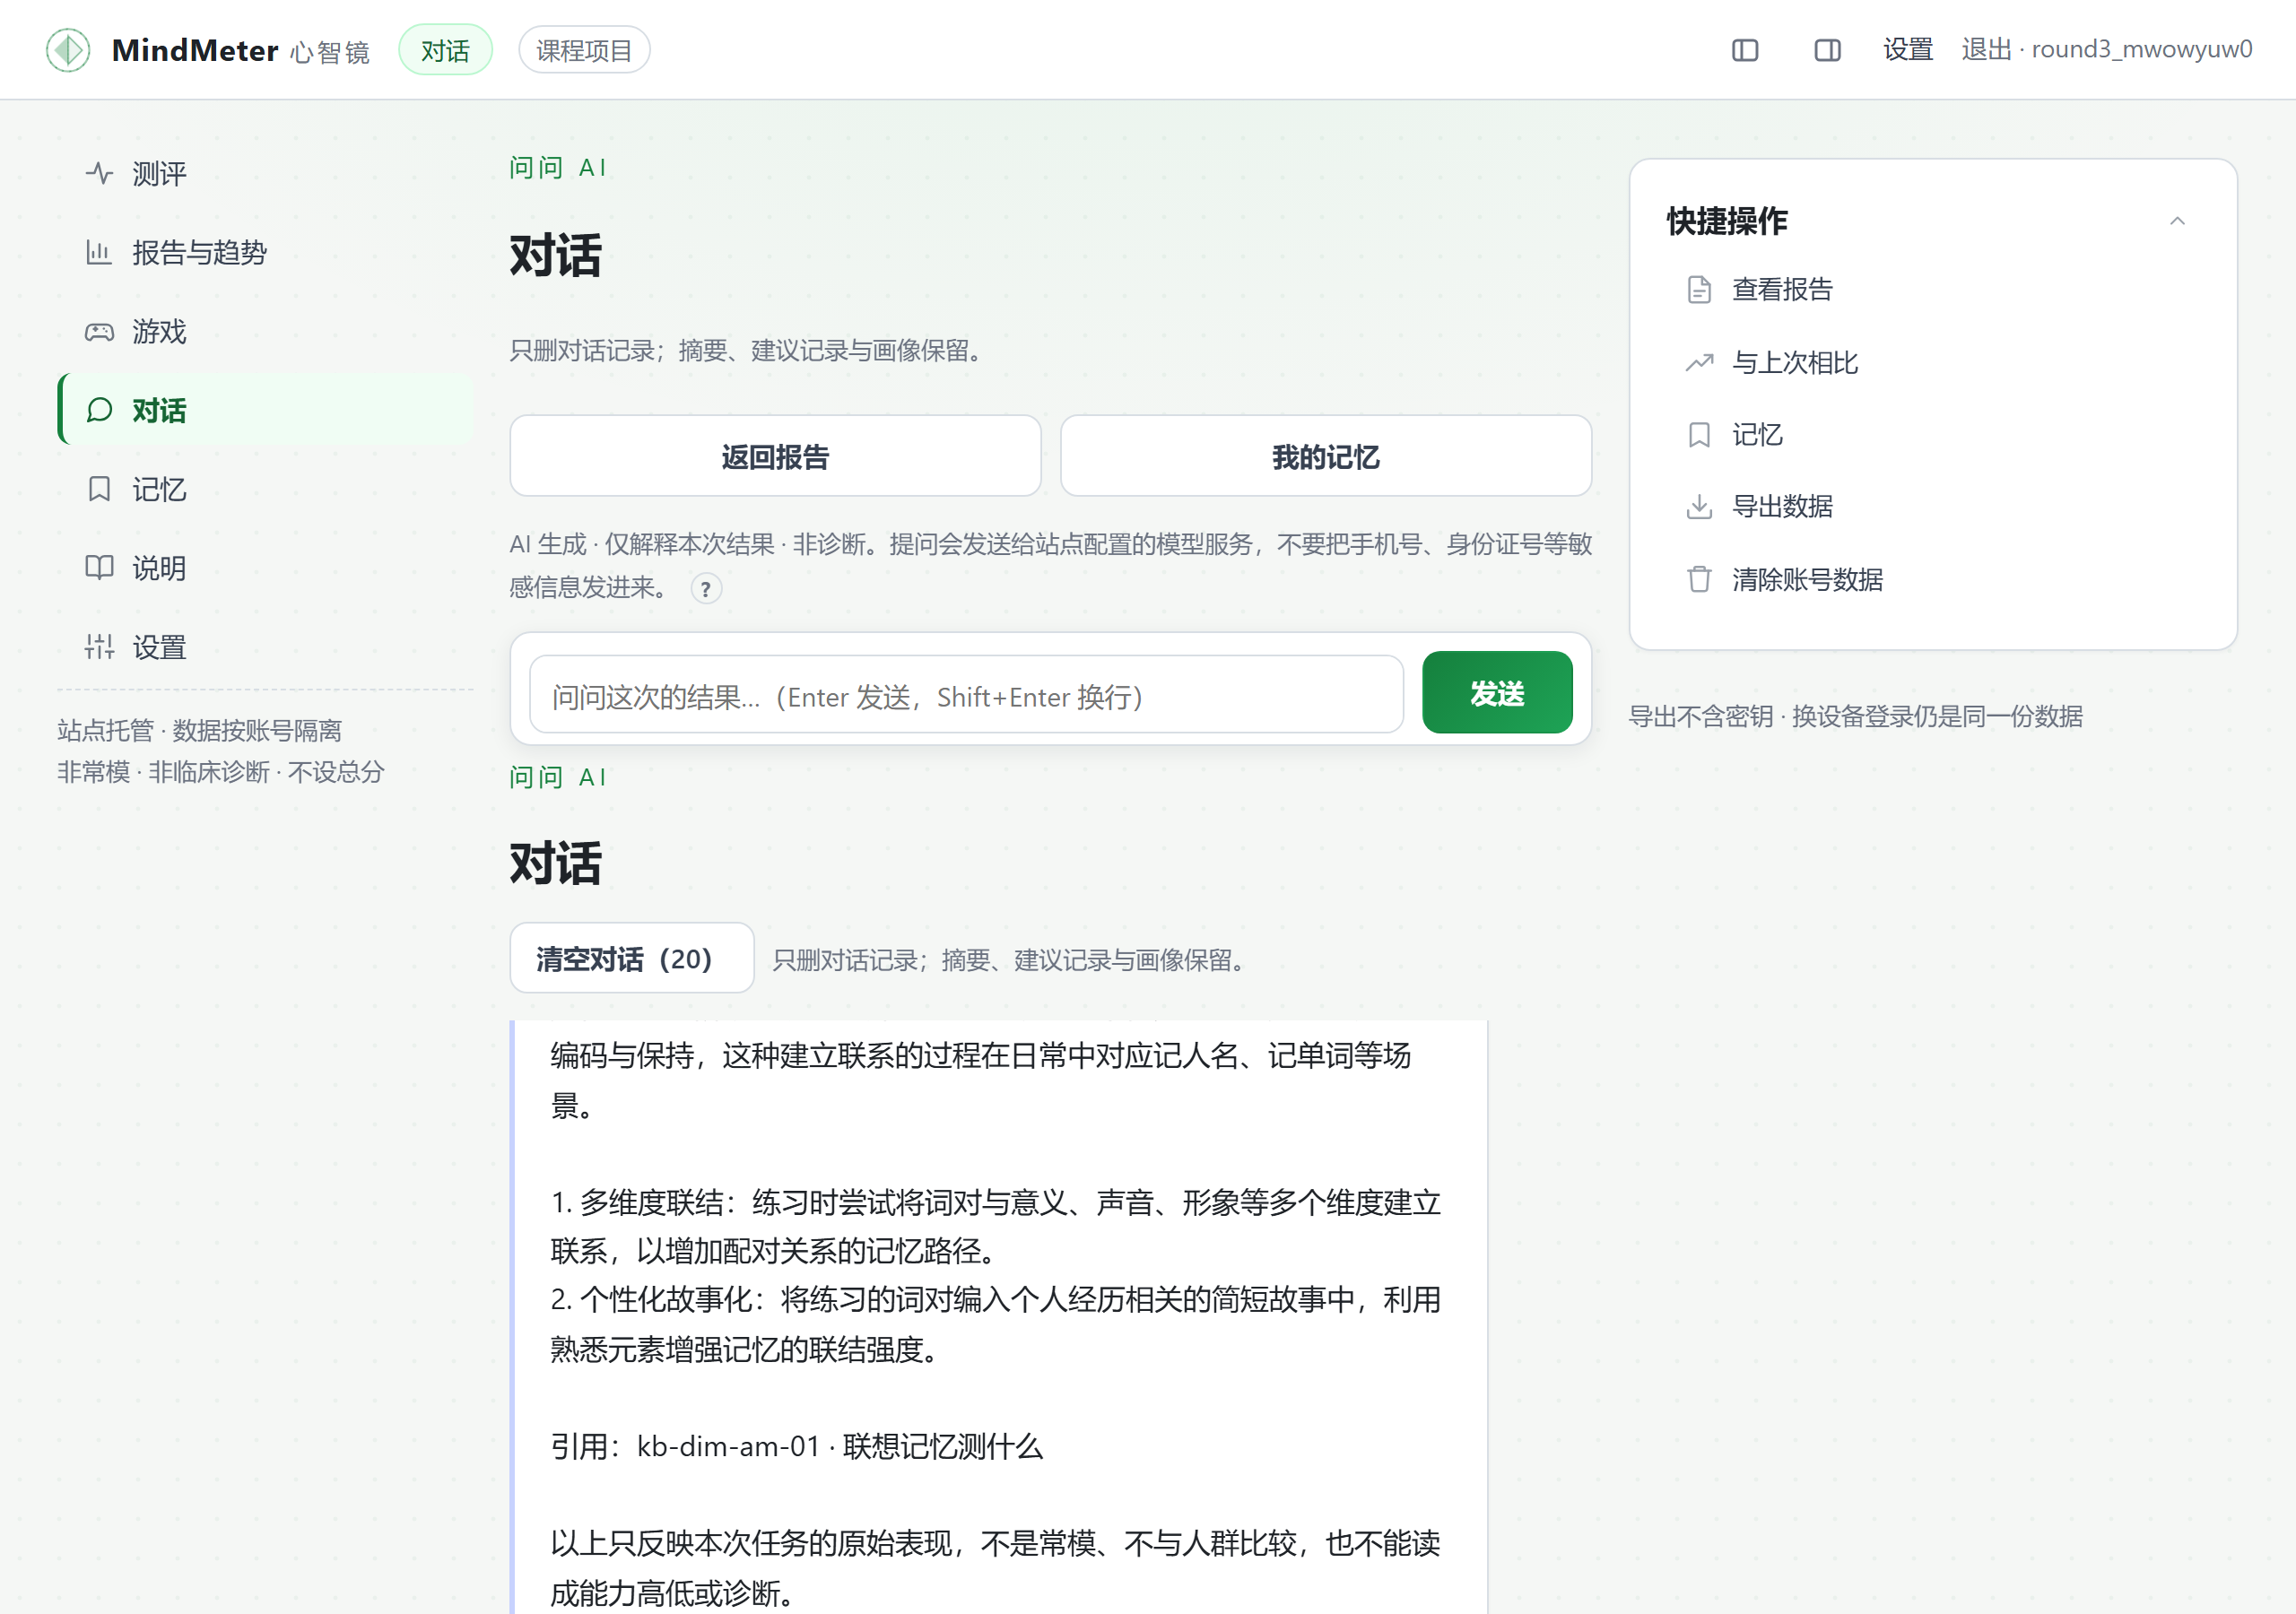 MindMeter 心智镜
对话
课程项目
设置
退出 · round3_mwowyuw0
测评
报告与趋势
游戏
对话
记忆
说明
设置
站点托管 · 数据按账号隔离
非常模 · 非临床诊断 · 不设总分
问问 AI
对话
只删对话记录；摘要、建议记录与画像保留。
返回报告
我的记忆
AI 生成 · 仅解释本次结果 · 非诊断。提问会发送给站点配置的模型服务，不要把手机号、身份证号等敏
感信息发进来。 ?
问问这次的结果...（Enter 发送，Shift+Enter 换行）
发送
问问 AI
对话
清空对话（20）
只删对话记录；摘要、建议记录与画像保留。
编码与保持，这种建立联系的过程在日常中对应记人名、记单词等场
景。
1. 多维度联结：练习时尝试将词对与意义、声音、形象等多个维度建立
联系，以增加配对关系的记忆路径。
2. 个性化故事化：将练习的词对编入个人经历相关的简短故事中，利用
熟悉元素增强记忆的联结强度。
引用：kb-dim-am-01 · 联想记忆测什么
以上只反映本次任务的原始表现，不是常模、不与人群比较，也不能读
成能力高低或诊断。
快捷操作
查看报告
与上次相比
记忆
导出数据
清除账号数据
导出不含密钥 · 换设备登录仍是同一份数据